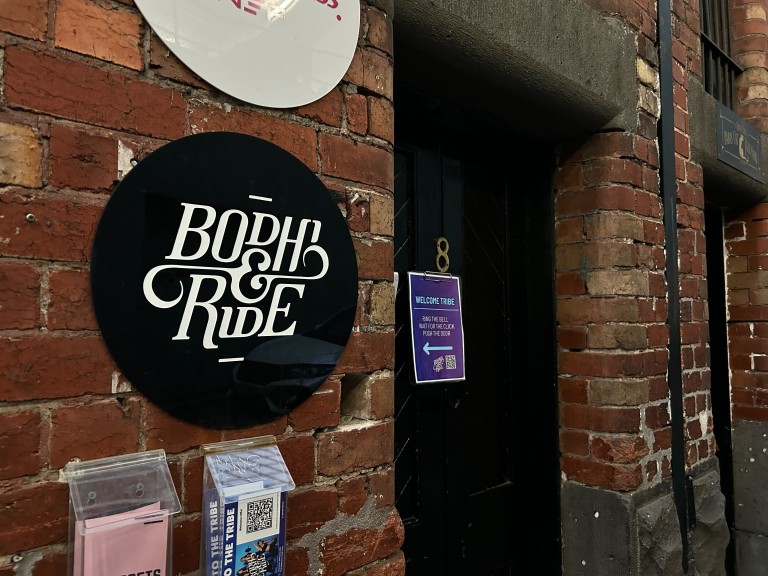 BODHI
&
RIDE
8
WELCOME TRIBE
RING THE BELL
WAIT FOR THE CLICK
PUSH THE DOOR
TO THE TRIBE
TO THE TRIBE